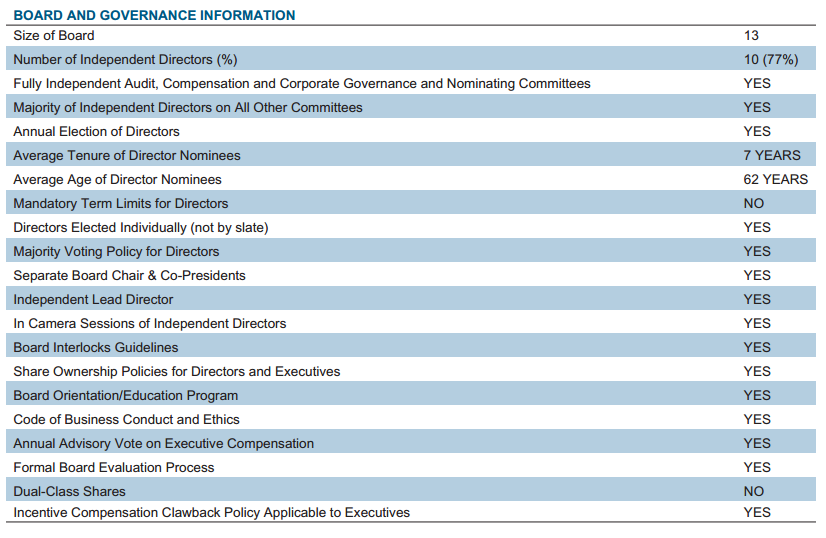 BOARD AND GOVERNANCE INFORMATION
Size of Board 13
Number of Independent Directors (%) 10 (77%)
Fully Independent Audit, Compensation and Corporate Governance and Nominating Committees YES
Majority of Independent Directors on All Other Committees YES
Annual Election of Directors YES
Average Tenure of Director Nominees 7 YEARS
Average Age of Director Nominees 62 YEARS
Mandatory Term Limits for Directors NO
Directors Elected Individually (not by slate) YES
Majority Voting Policy for Directors YES
Separate Board Chair & Co-Presidents YES
Independent Lead Director YES
In Camera Sessions of Independent Directors YES
Board Interlocks Guidelines YES
Share Ownership Policies for Directors and Executives YES
Board Orientation/Education Program YES
Code of Business Conduct and Ethics YES
Annual Advisory Vote on Executive Compensation YES
Formal Board Evaluation Process YES
Dual-Class Shares NO
Incentive Compensation Clawback Policy Applicable to Executives YES